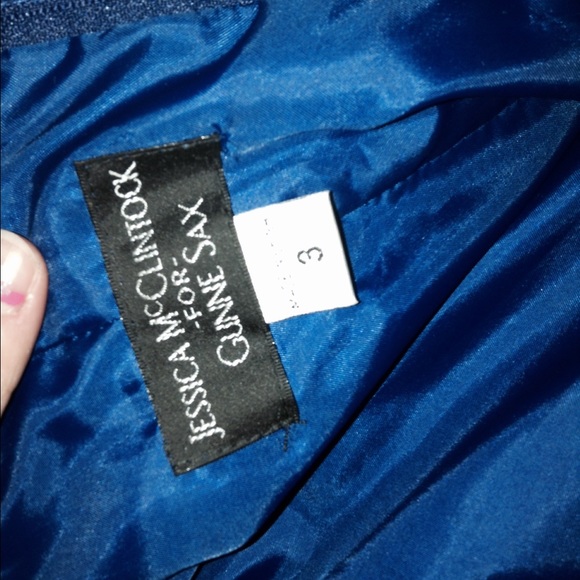 JESSICA McCLINTOCK
-FOR-
GUNNE SAX
3